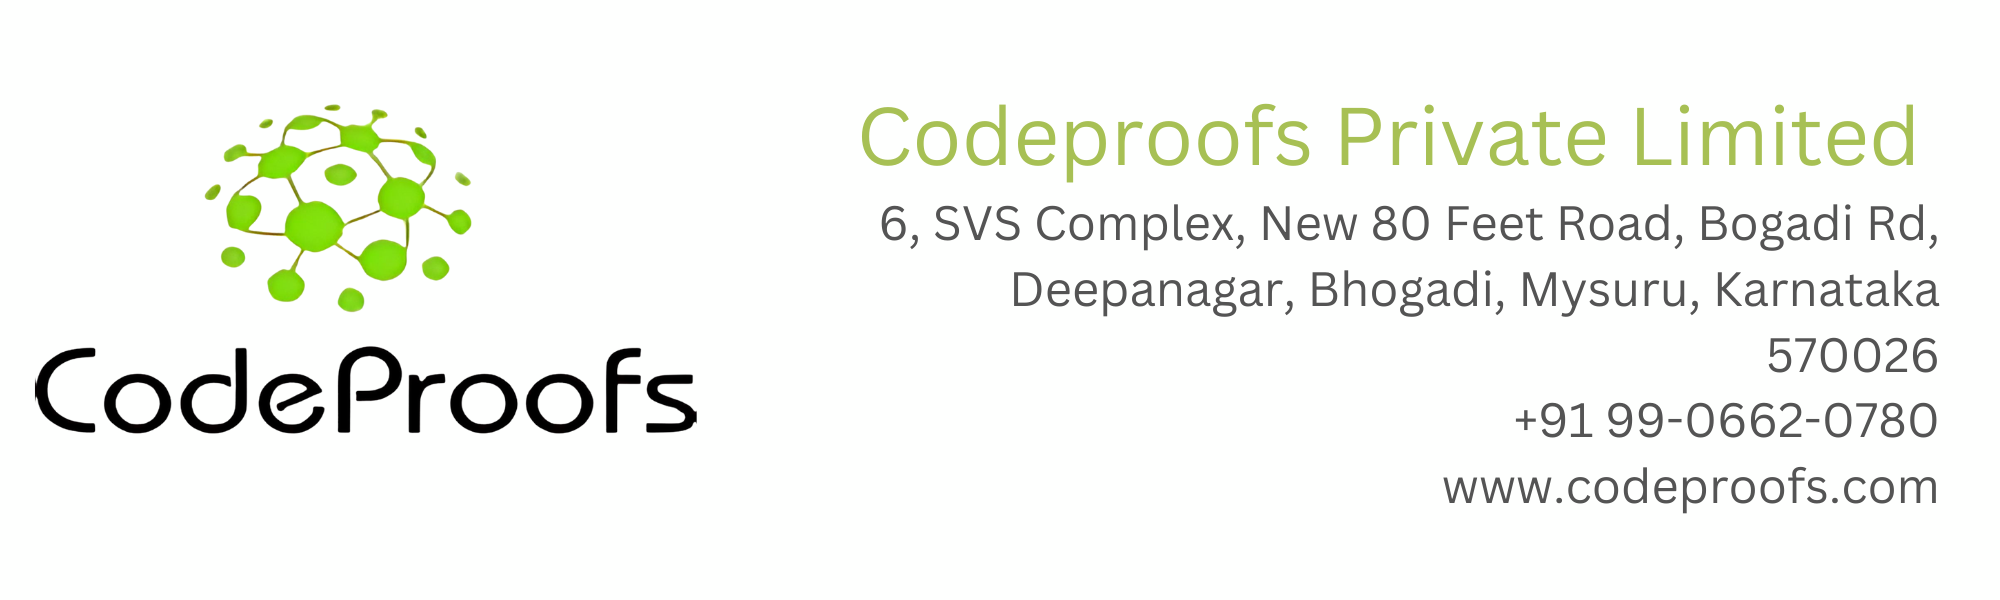 CodeProofs
Codeproofs Private Limited
6, SVS Complex, New 80 Feet Road, Bogadi Rd,
Deepanagar, Bhogadi, Mysuru, Karnataka
570026
+91 99-0662-0780
www.codeproofs.com